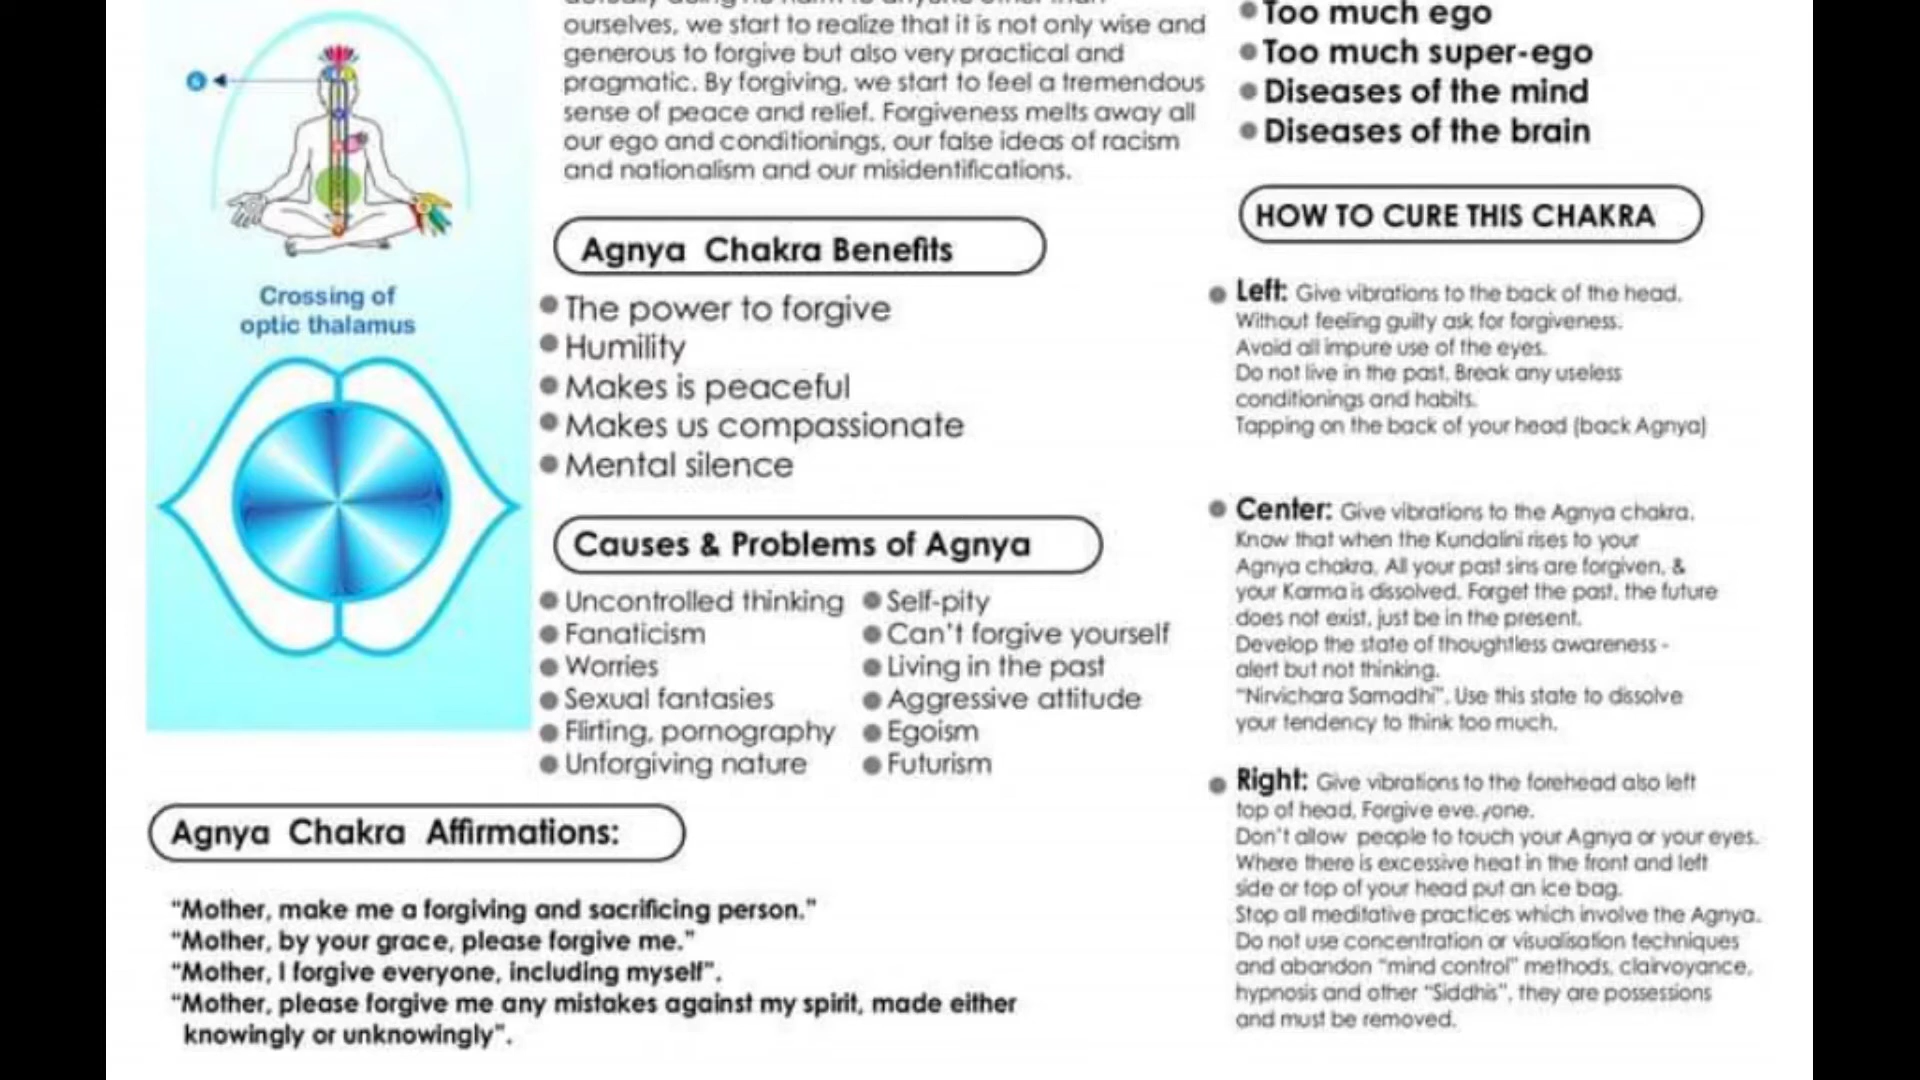 6
Crossing of
optic thalamus
ourselves, we start to realize that it is not only wise and
generous to forgive but also very practical and
pragmatic. By forgiving, we start to feel a tremendous
sense of peace and relief. Forgiveness melts away all
our ego and conditionings, our false ideas of racism
and nationalism and our misidentifications.
Agnya Chakra Benefits
The power to forgive
Humility
Makes is peaceful
Makes us compassionate
Mental silence
Causes & Problems of Agnya
Uncontrolled thinking
Fanaticism
Worries
Sexual fantasies
Flirting, pornography
Unforgiving nature
Self-pity
Can't forgive yourself
Living in the past
Aggressive attitude
Egoism
Futurism
Agnya Chakra Affirmations:
"Mother, make me a forgiving and sacrificing person."
"Mother, by your grace, please forgive me."
"Mother, I forgive everyone, including myself".
"Mother, please forgive me any mistakes against my spirit, made either
knowingly or unknowingly".
Too much ego
Too much super-ego
Diseases of the mind
Diseases of the brain
HOW TO CURE THIS CHAKRA
Left: Give vibrations to the back of the head.
Without feeling guilty ask for forgiveness.
Avoid all impure use of the eyes.
Do not live in the past. Break any useless
conditionings and habits.
Tapping on the back of your head (back Agnya)
Center: Give vibrations to the Agnya chakra.
Know that when the Kundalini rises to your
Agnya chakra, All your past sins are forgiven, &
your Karma is dissolved. Forget the past, the future
does not exist, just be in the present.
Develop the state of thoughtless awareness -
alert but not thinking.
"Nirvichara Samadhi". Use this state to dissolve
your tendency to think too much.
Right: Give vibrations to the forehead also left
top of head. Forgive everyone.
Don't allow people to touch your Agnya or your eyes.
Where there is excessive heat in the front and left
side or top of your head put an ice bag.
Stop all meditative practices which involve the Agnya.
Do not use concentration or visualisation techniques
and abandon "mind control" methods, clairvoyance,
hypnosis and other "Siddhis", they are possessions
and must be removed.